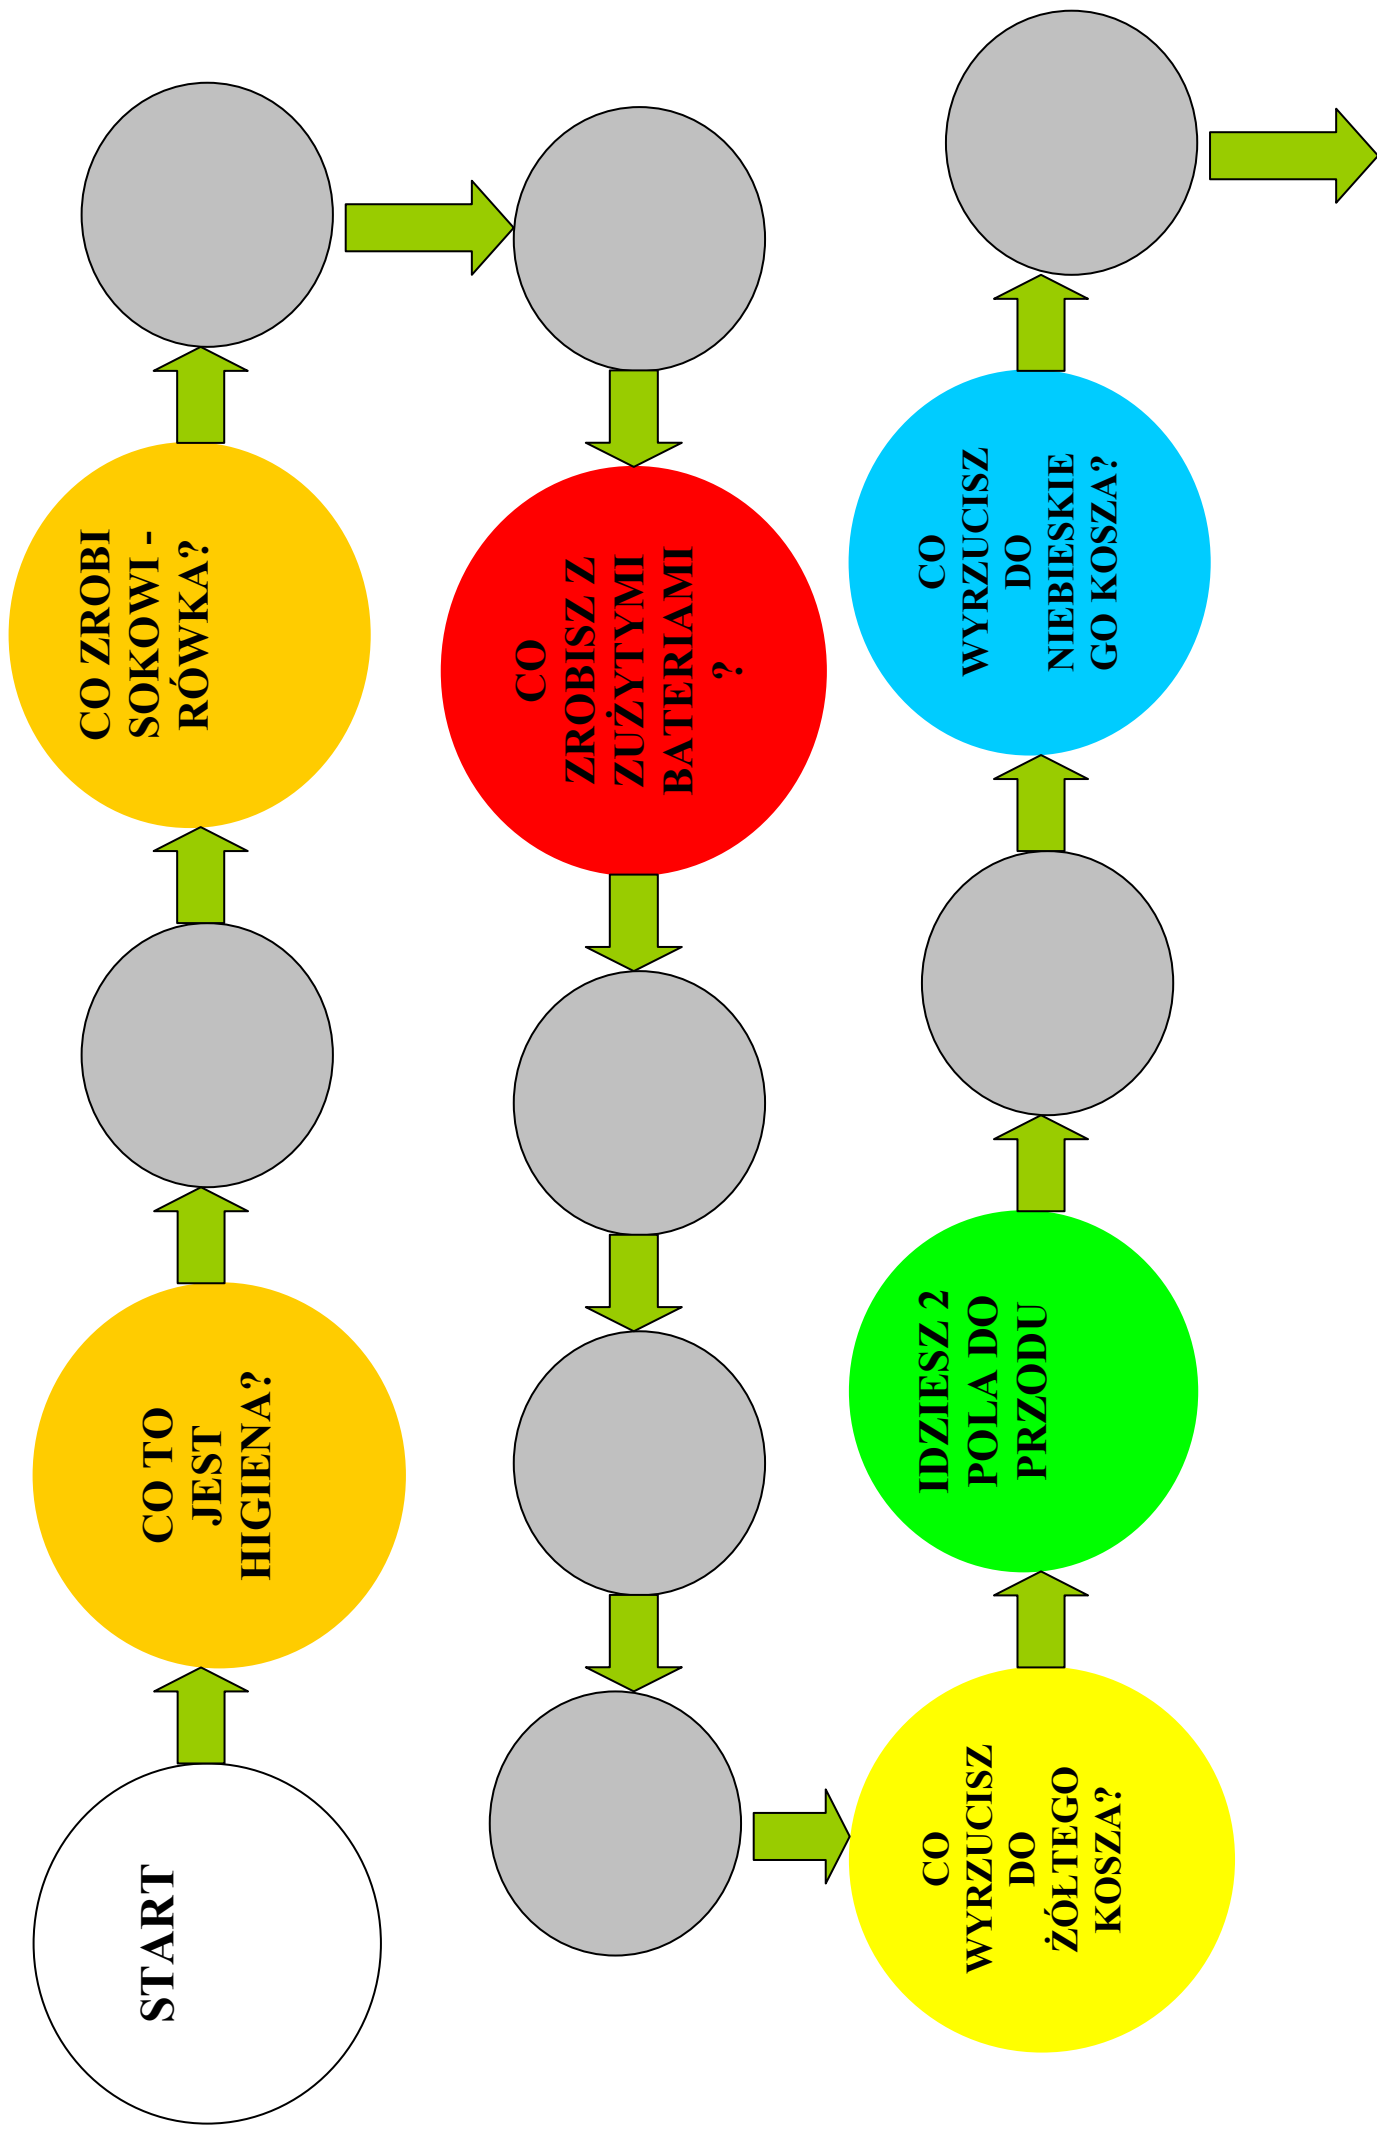 START
CO TO
JEST
HIGIENA?
CO ZROBI
SOKOWI -
RÓWKA?
CO
ZROBISZ Z
ZUŻYTYMI
BATERIAMI
?
CO
WYRZUCISZ
DO
ŻÓŁTEGO
KOSZA?
IDZIESZ 2
POLA DO
PRZODU
CO
WYRZUCISZ
DO
NIEBIESKIE
GO KOSZA?